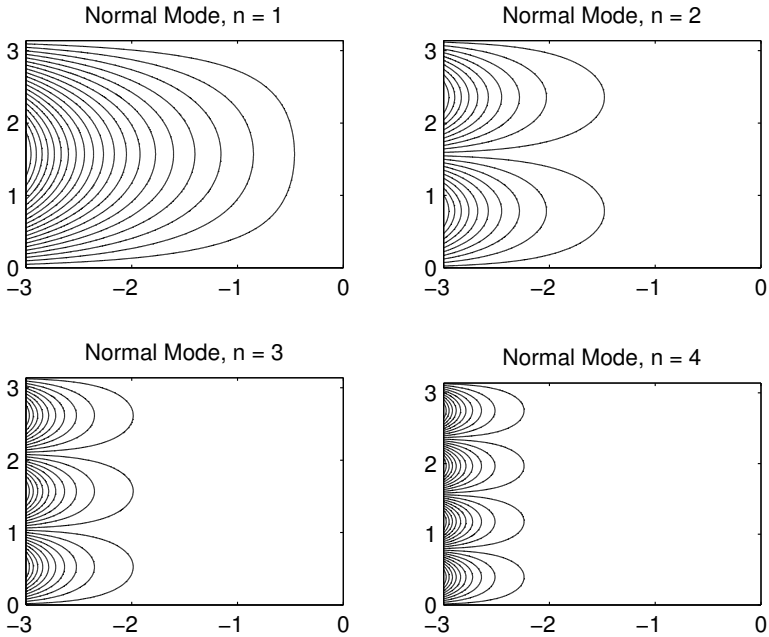 Normal Mode, n = 1
3
2
1
0
−3 −2 −1 0
Normal Mode, n = 2
3
2
1
0
−3 −2 −1 0
Normal Mode, n = 3
3
2
1
0
−3 −2 −1 0
Normal Mode, n = 4
3
2
1
0
−3 −2 −1 0